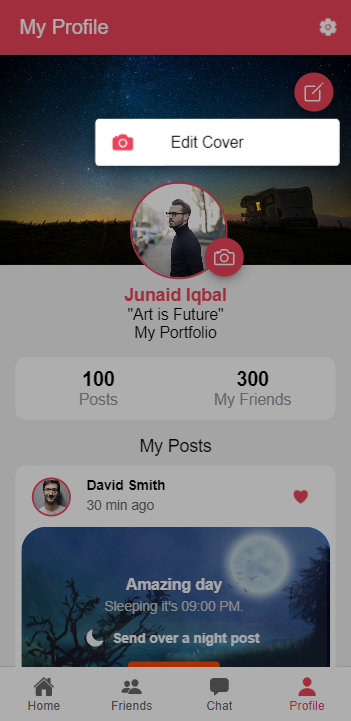 My Profile
Edit Cover
Junaid Iqbal
"Art is Future"
My Portfolio
100
Posts
300
My Friends
My Posts
David Smith
30 min ago
Amazing day
Sleeping it's 09:00 PM.
Send over a night post
Home
Friends
Chat
Profile